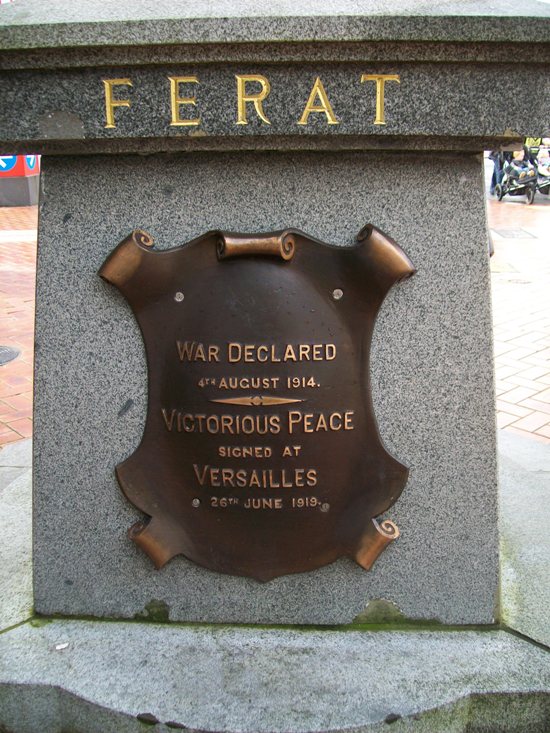 FERAT
WAR DECLARED
4TH AUGUST 1914.
VICTORIOUS PEACE
SIGNED AT
VERSAILLES
26TH JUNE 1919.